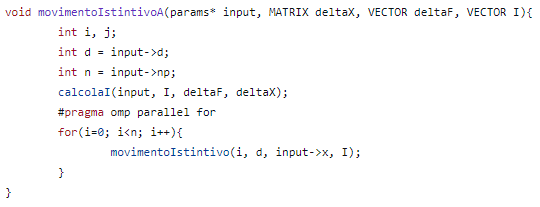 void movimentoIstintivoA(params* input, MATRIX deltaX, VECTOR deltaF, VECTOR I){
int i, j;
int d = input->d;
int n = input->np;
calcolaI(input, I, deltaF, deltaX);
#pragma omp parallel for
for(i=0; i<n; i++){
movimentoIstintivo(i, d, input->x, I);
}
}